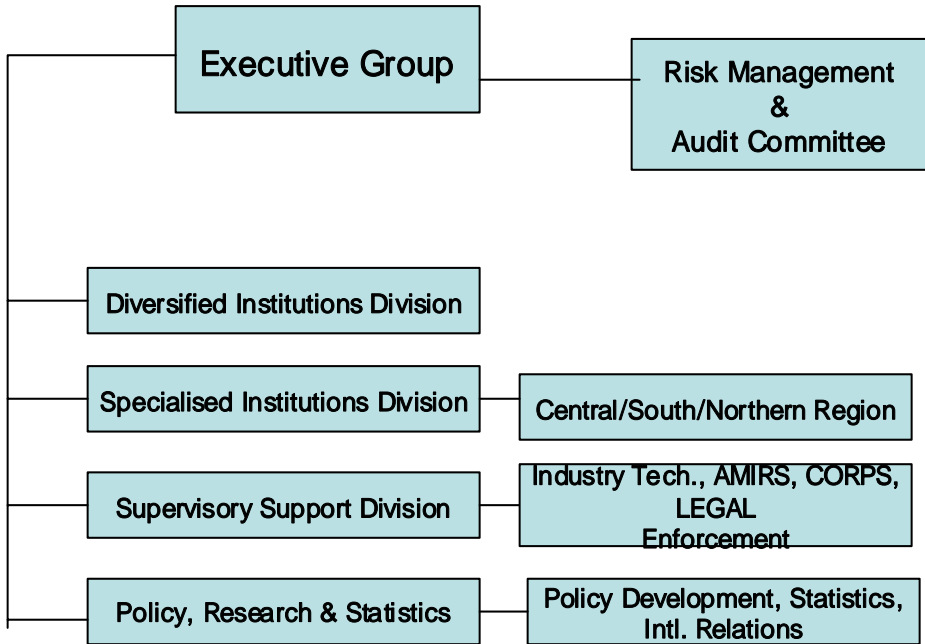 Executive Group
Risk Management
&
Audit Committee
Diversified Institutions Division
Specialised Institutions Division
Central/South/Northern Region
Supervisory Support Division
Industry Tech., AMIRS, CORPS,
LEGAL
Enforcement
Policy, Research & Statistics
Policy Development, Statistics,
Intl. Relations